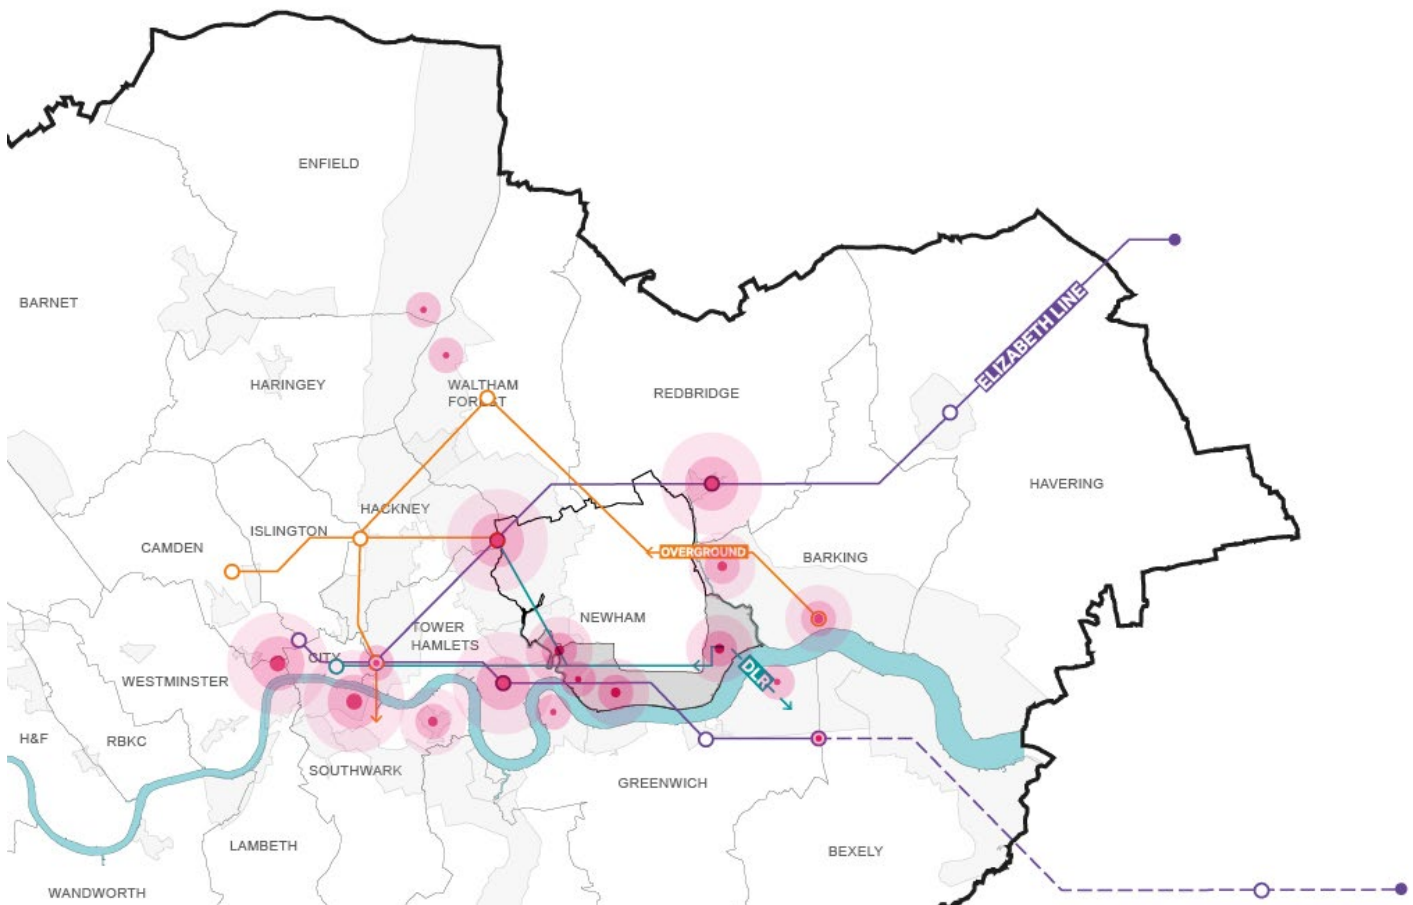 ENFIELD
ELIZABETH LINE
BARNET
HARINGEY
WALTHAM
FOREST
REDBRIDGE
HAVERING
HACKNEY
ISLINGTON
CAMDEN
OVERGROUND
BARKING
NEWHAM
TOWER
HAMLETS
CITY
WESTMINSTER
DLR
H&F
RBKC
SOUTHWARK
GREENWICH
LAMBETH
BEXELY
WANDWORTH